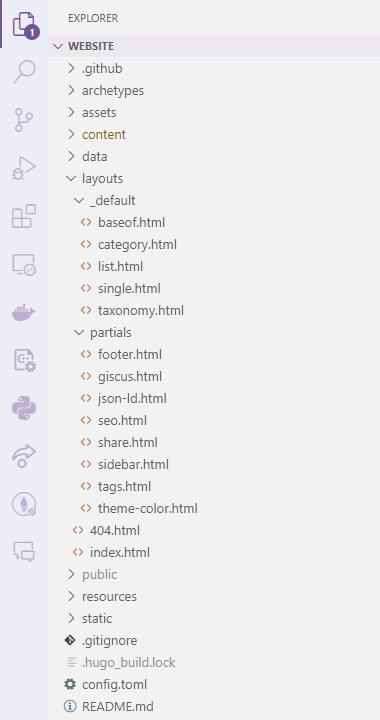 EXPLORER
1
WEBSITE
.github
archetypes
assets
content
data
layouts
_default
baseof.html
category.html
list.html
single.html
taxonomy.html
partials
footer.html
giscus.html
json-ld.html
seo.html
share.html
sidebar.html
tags.html
theme-color.html
404.html
index.html
public
resources
static
.gitignore
.hugo_build.lock
config.toml
README.md